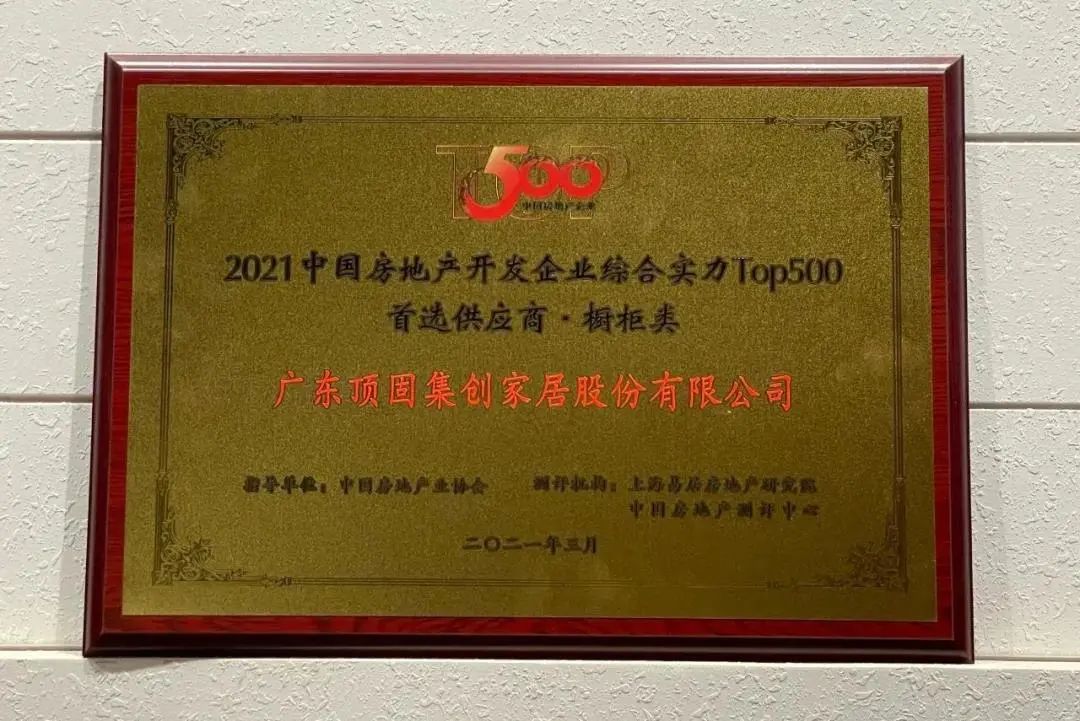 TOP
500
中国房地产企业
2021中国房地产开发企业综合实力Top500
首选供应商·橱柜类
广东顶固集创家居股份有限公司
指导单位：中国房地产业协会 测评机构：上海易居房地产研究院
中国房地产测评中心
二〇二一年三月